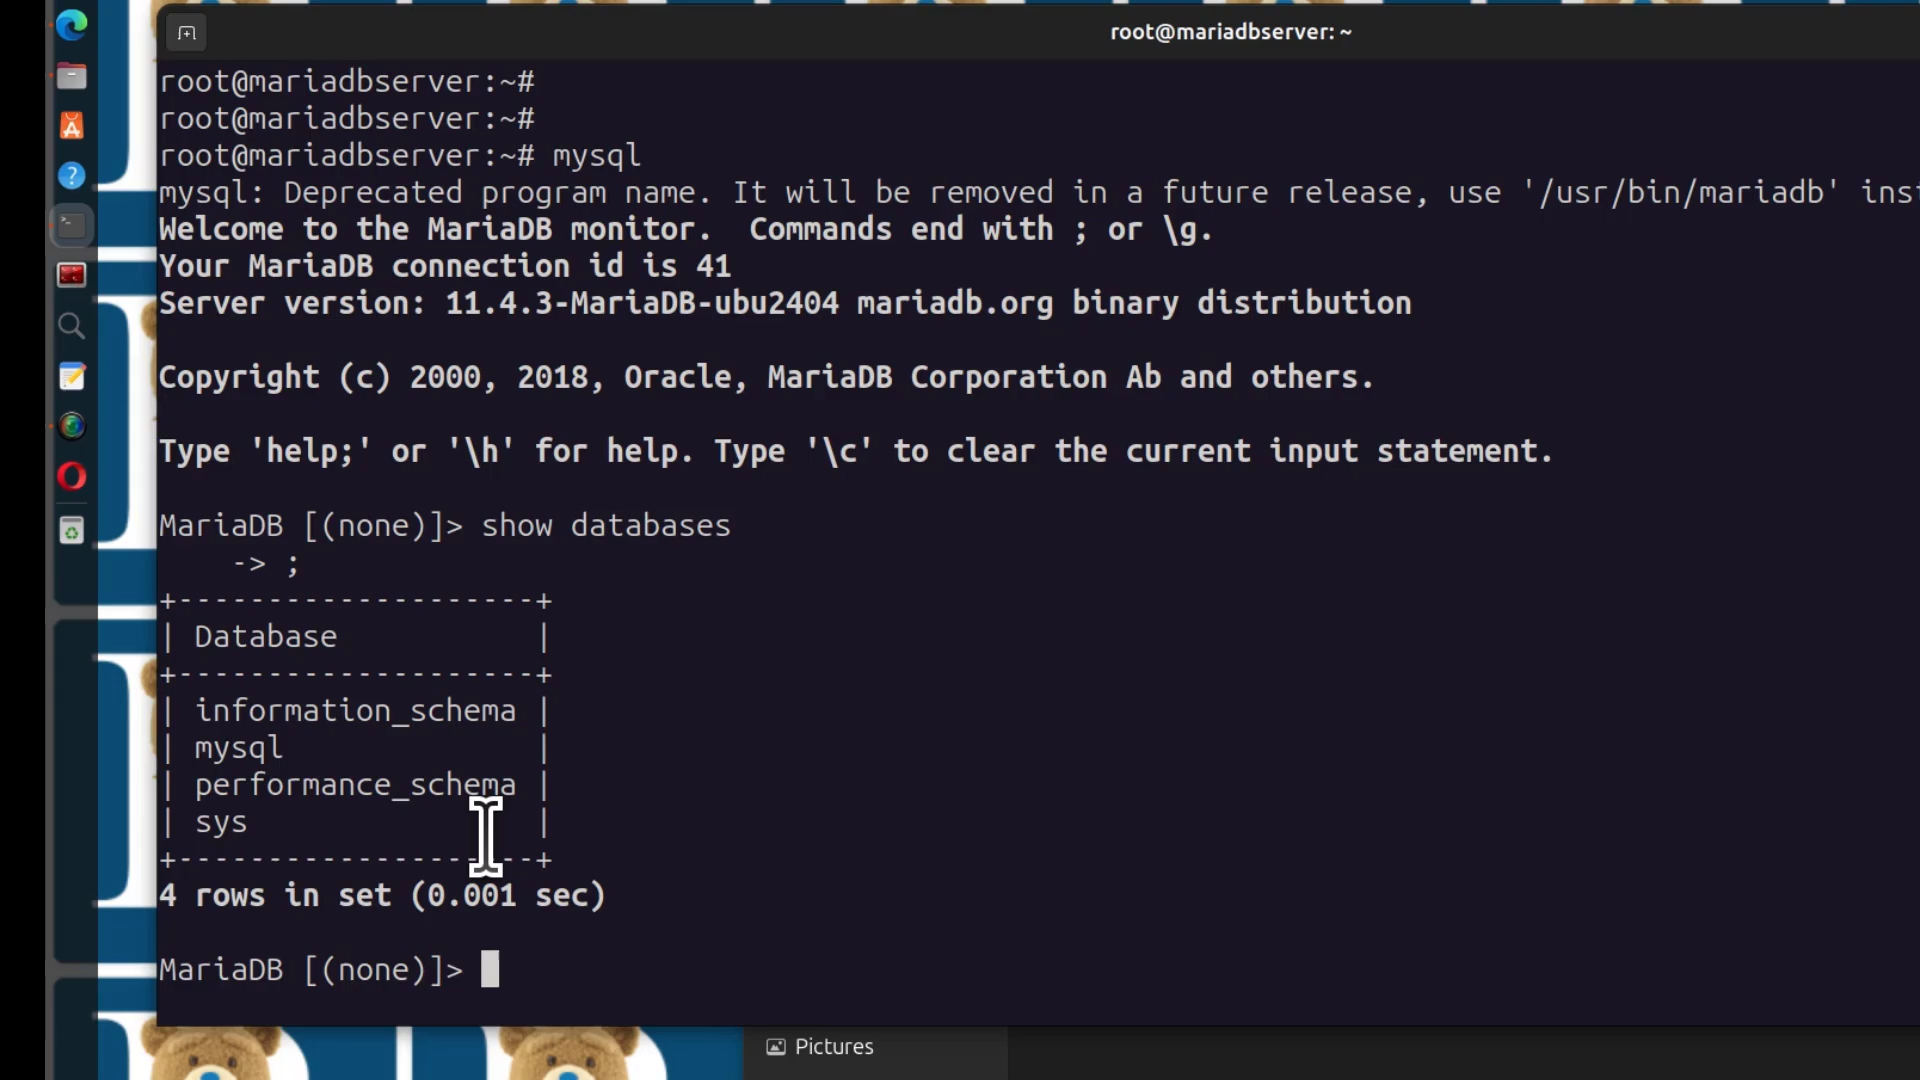 root@mariadbserver: ~
root@mariadbserver:~#
root@mariadbserver:~#
root@mariadbserver:~# mysql
mysql: Deprecated program name. It will be removed in a future release, use '/usr/bin/mariadb' ins
Welcome to the MariaDB monitor.  Commands end with ; or \g.
Your MariaDB connection id is 41
Server version: 11.4.3-MariaDB-ubu2404 mariadb.org binary distribution
Copyright (c) 2000, 2018, Oracle, MariaDB Corporation Ab and others.
Type 'help;' or '\h' for help. Type '\c' to clear the current input statement.
MariaDB [(none)]> show databases
    -> ;
+--------------------+
| Database           |
+--------------------+
| information_schema |
| mysql              |
| performance_schema |
| sys                |
+--------------------+
4 rows in set (0.001 sec)
MariaDB [(none)]>
Pictures